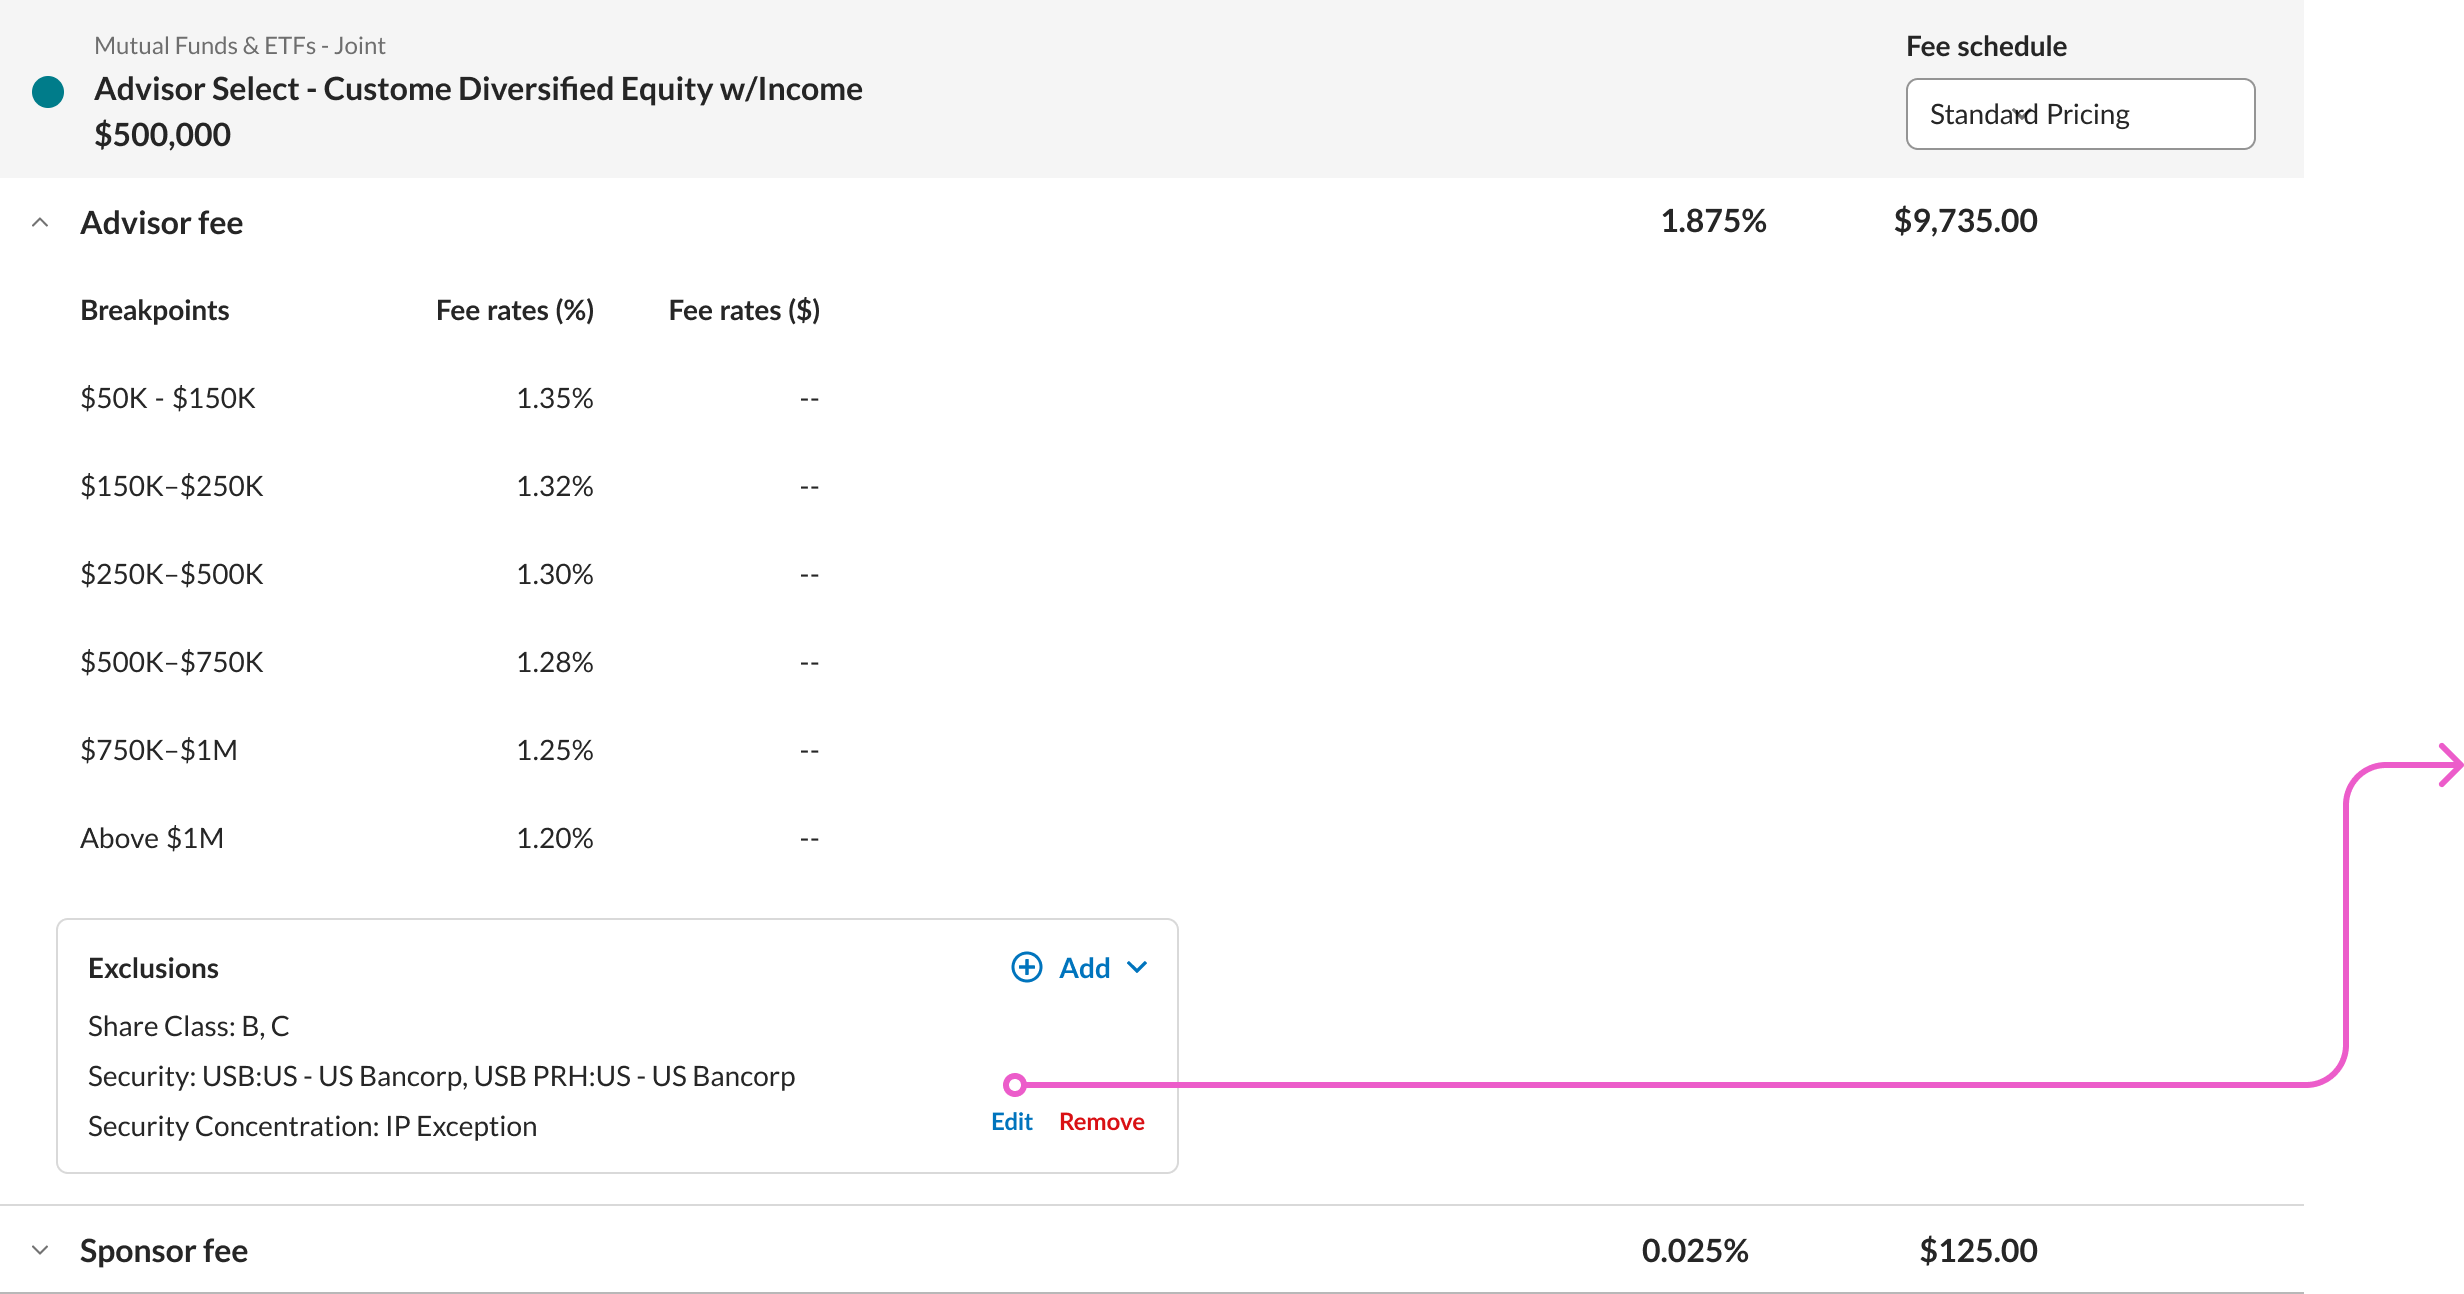 Mutual Funds & ETFs - Joint
Advisor Select - Custome Diversified Equity w/Income
$500,000
Fee schedule
Standard Pricing
Advisor fee 1.875% $9,735.00
Breakpoints Fee rates (%) Fee rates ($)
$50K - $150K 1.35% --
$150K–$250K 1.32% --
$250K–$500K 1.30% --
$500K–$750K 1.28% --
$750K–$1M 1.25% --
Above $1M 1.20% --
Exclusions Add
Share Class: B, C
Security: USB:US - US Bancorp, USB PRH:US - US Bancorp
Security Concentration: IP Exception Edit Remove
Sponsor fee 0.025% $125.00